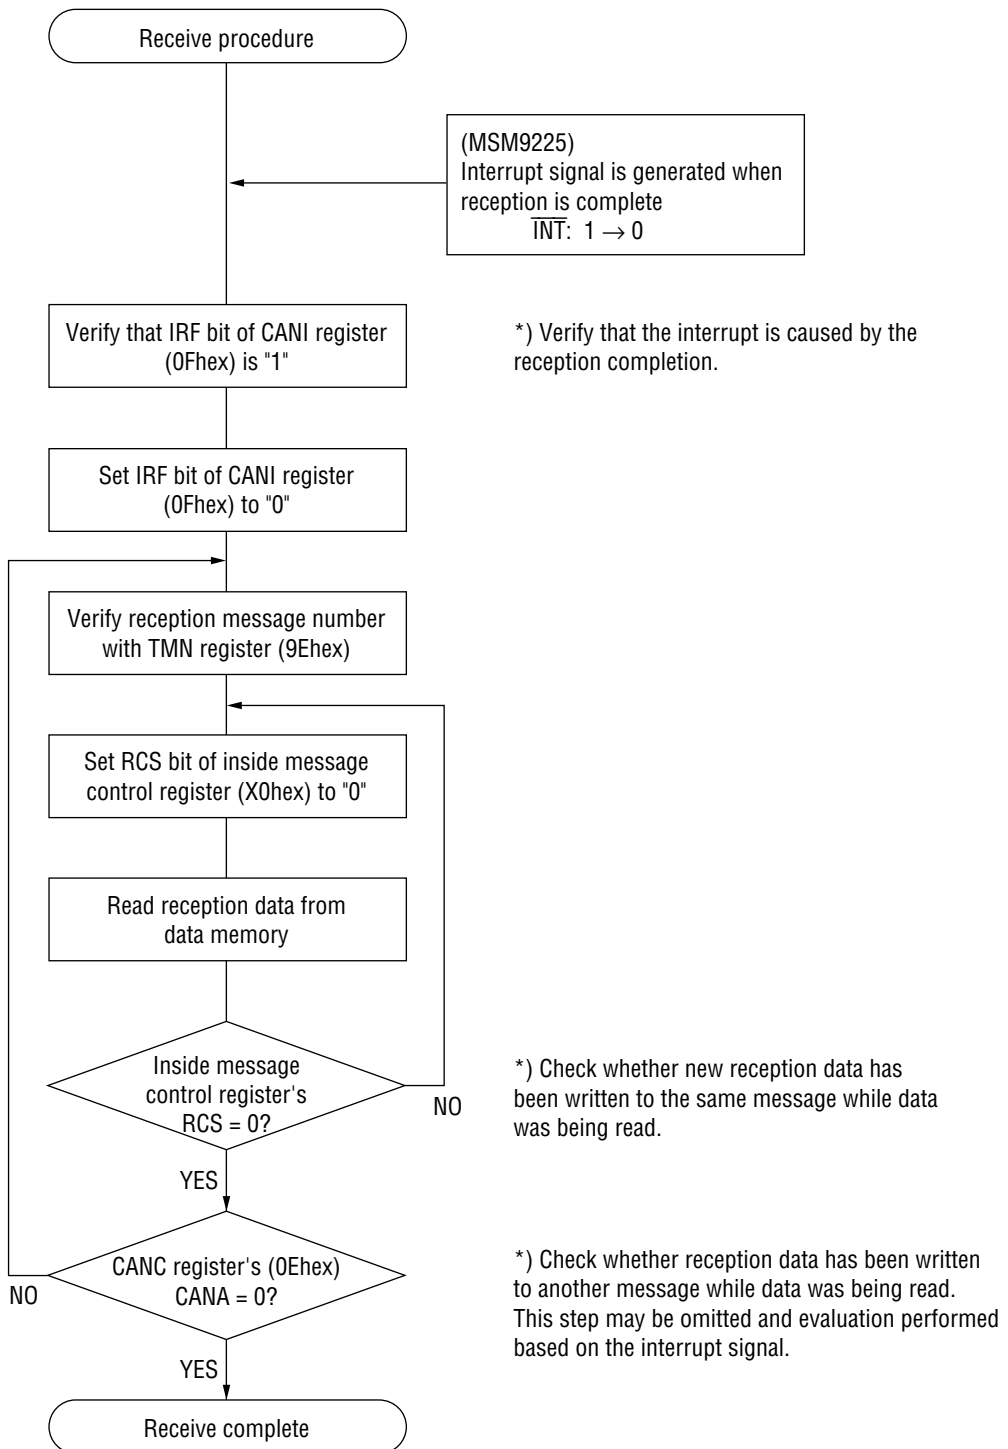 Receive procedure
(MSM9225)
Interrupt signal is generated when
reception is complete
INT: 1 → 0
Verify that IRF bit of CANI register
(0Fhex) is "1"
*) Verify that the interrupt is caused by the
reception completion.
Set IRF bit of CANI register
(0Fhex) to "0"
Verify reception message number
with TMN register (9Ehex)
Set RCS bit of inside message
control register (X0hex) to "0"
Read reception data from
data memory
Inside message
control register's
RCS = 0?
NO
*) Check whether new reception data has
been written to the same message while data
was being read.
YES
CANC register's (0Ehex)
CANA = 0?
NO
*) Check whether reception data has been written
to another message while data was being read.
This step may be omitted and evaluation performed
based on the interrupt signal.
YES
Receive complete